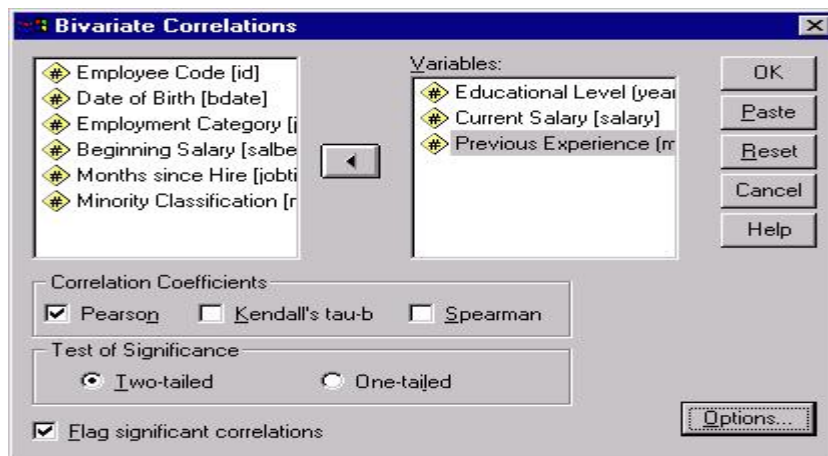 Bivariate Correlations
Employee Code [id]
Date of Birth [bdate]
Employment Category [j
Beginning Salary [salbe
Months since Hire [jobti
Minority Classification [r
Variables:
Educational Level (year
Current Salary [salary]
Previous Experience (m
OK
Paste
Reset
Cancel
Help
Correlation Coefficients
Pearson Kendall's tau-b Spearman
Test of Significance
Two-tailed One-tailed
Flag significant correlations
Options...